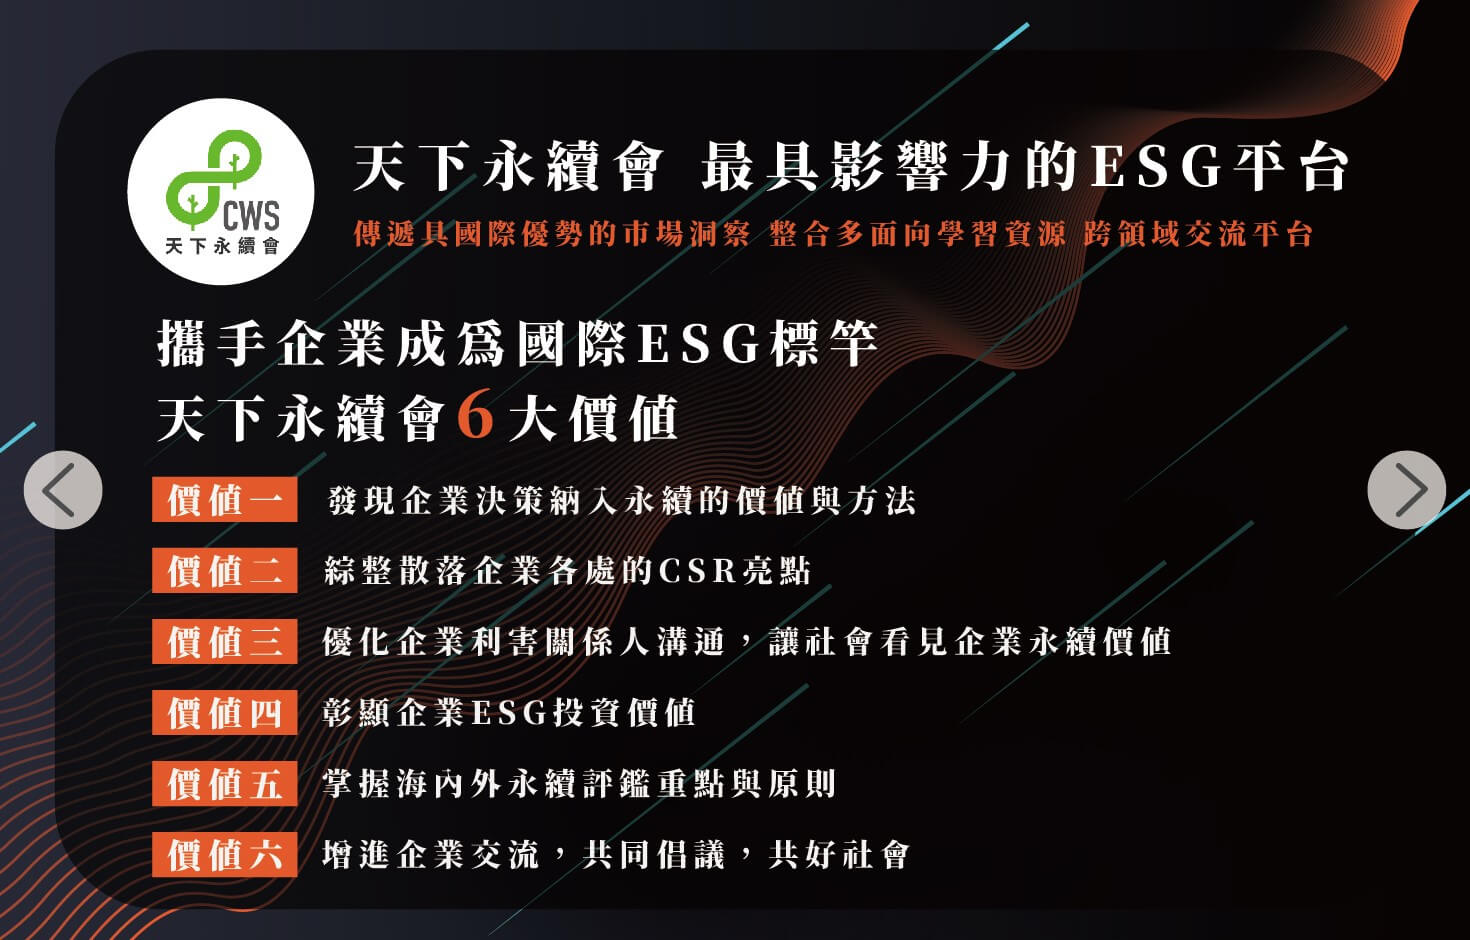 CWS
天下永續會
天下永續會 最具影響力的ESG平台
傳遞具國際優勢的市場洞察 整合多面向學習資源 跨領域交流平台
攜手企業成為國際ESG標竿
天下永續會6大價值
價值一 發現企業決策納入永續的價值與方法
價值二 綜整散落企業各處的CSR亮點
價值三 優化企業利害關係人溝通，讓社會看見企業永續價值
價值四 彰顯企業ESG投資價值
價值五 掌握海內外永續評鑑重點與原則
價值六 增進企業交流，共同倡議，共好社會